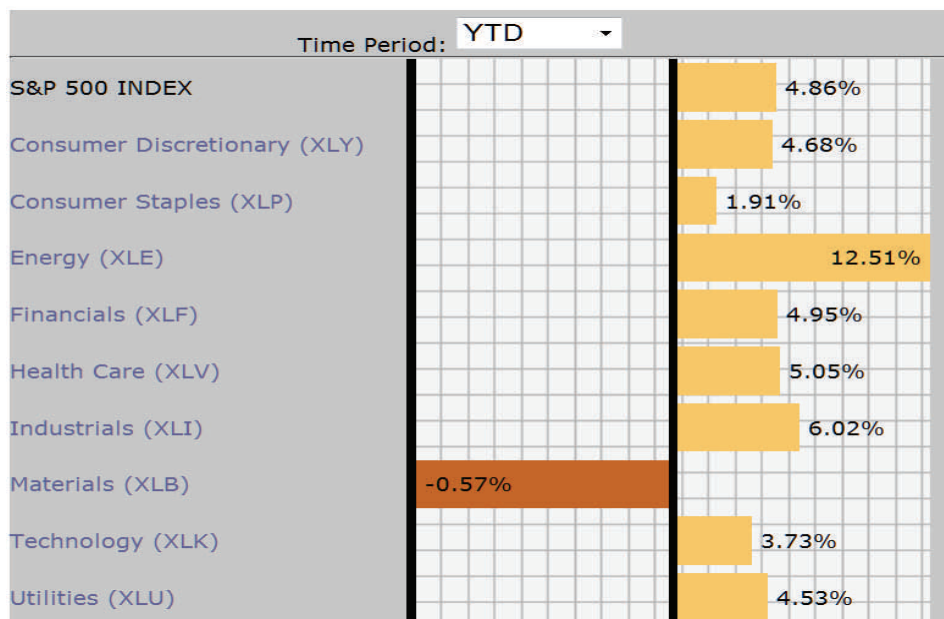 Time Period: YTD
S&P 500 INDEX 4.86%
Consumer Discretionary (XLY) 4.68%
Consumer Staples (XLP) 1.91%
Energy (XLE) 12.51%
Financials (XLF) 4.95%
Health Care (XLV) 5.05%
Industrials (XLI) 6.02%
Materials (XLB) -0.57%
Technology (XLK) 3.73%
Utilities (XLU) 4.53%